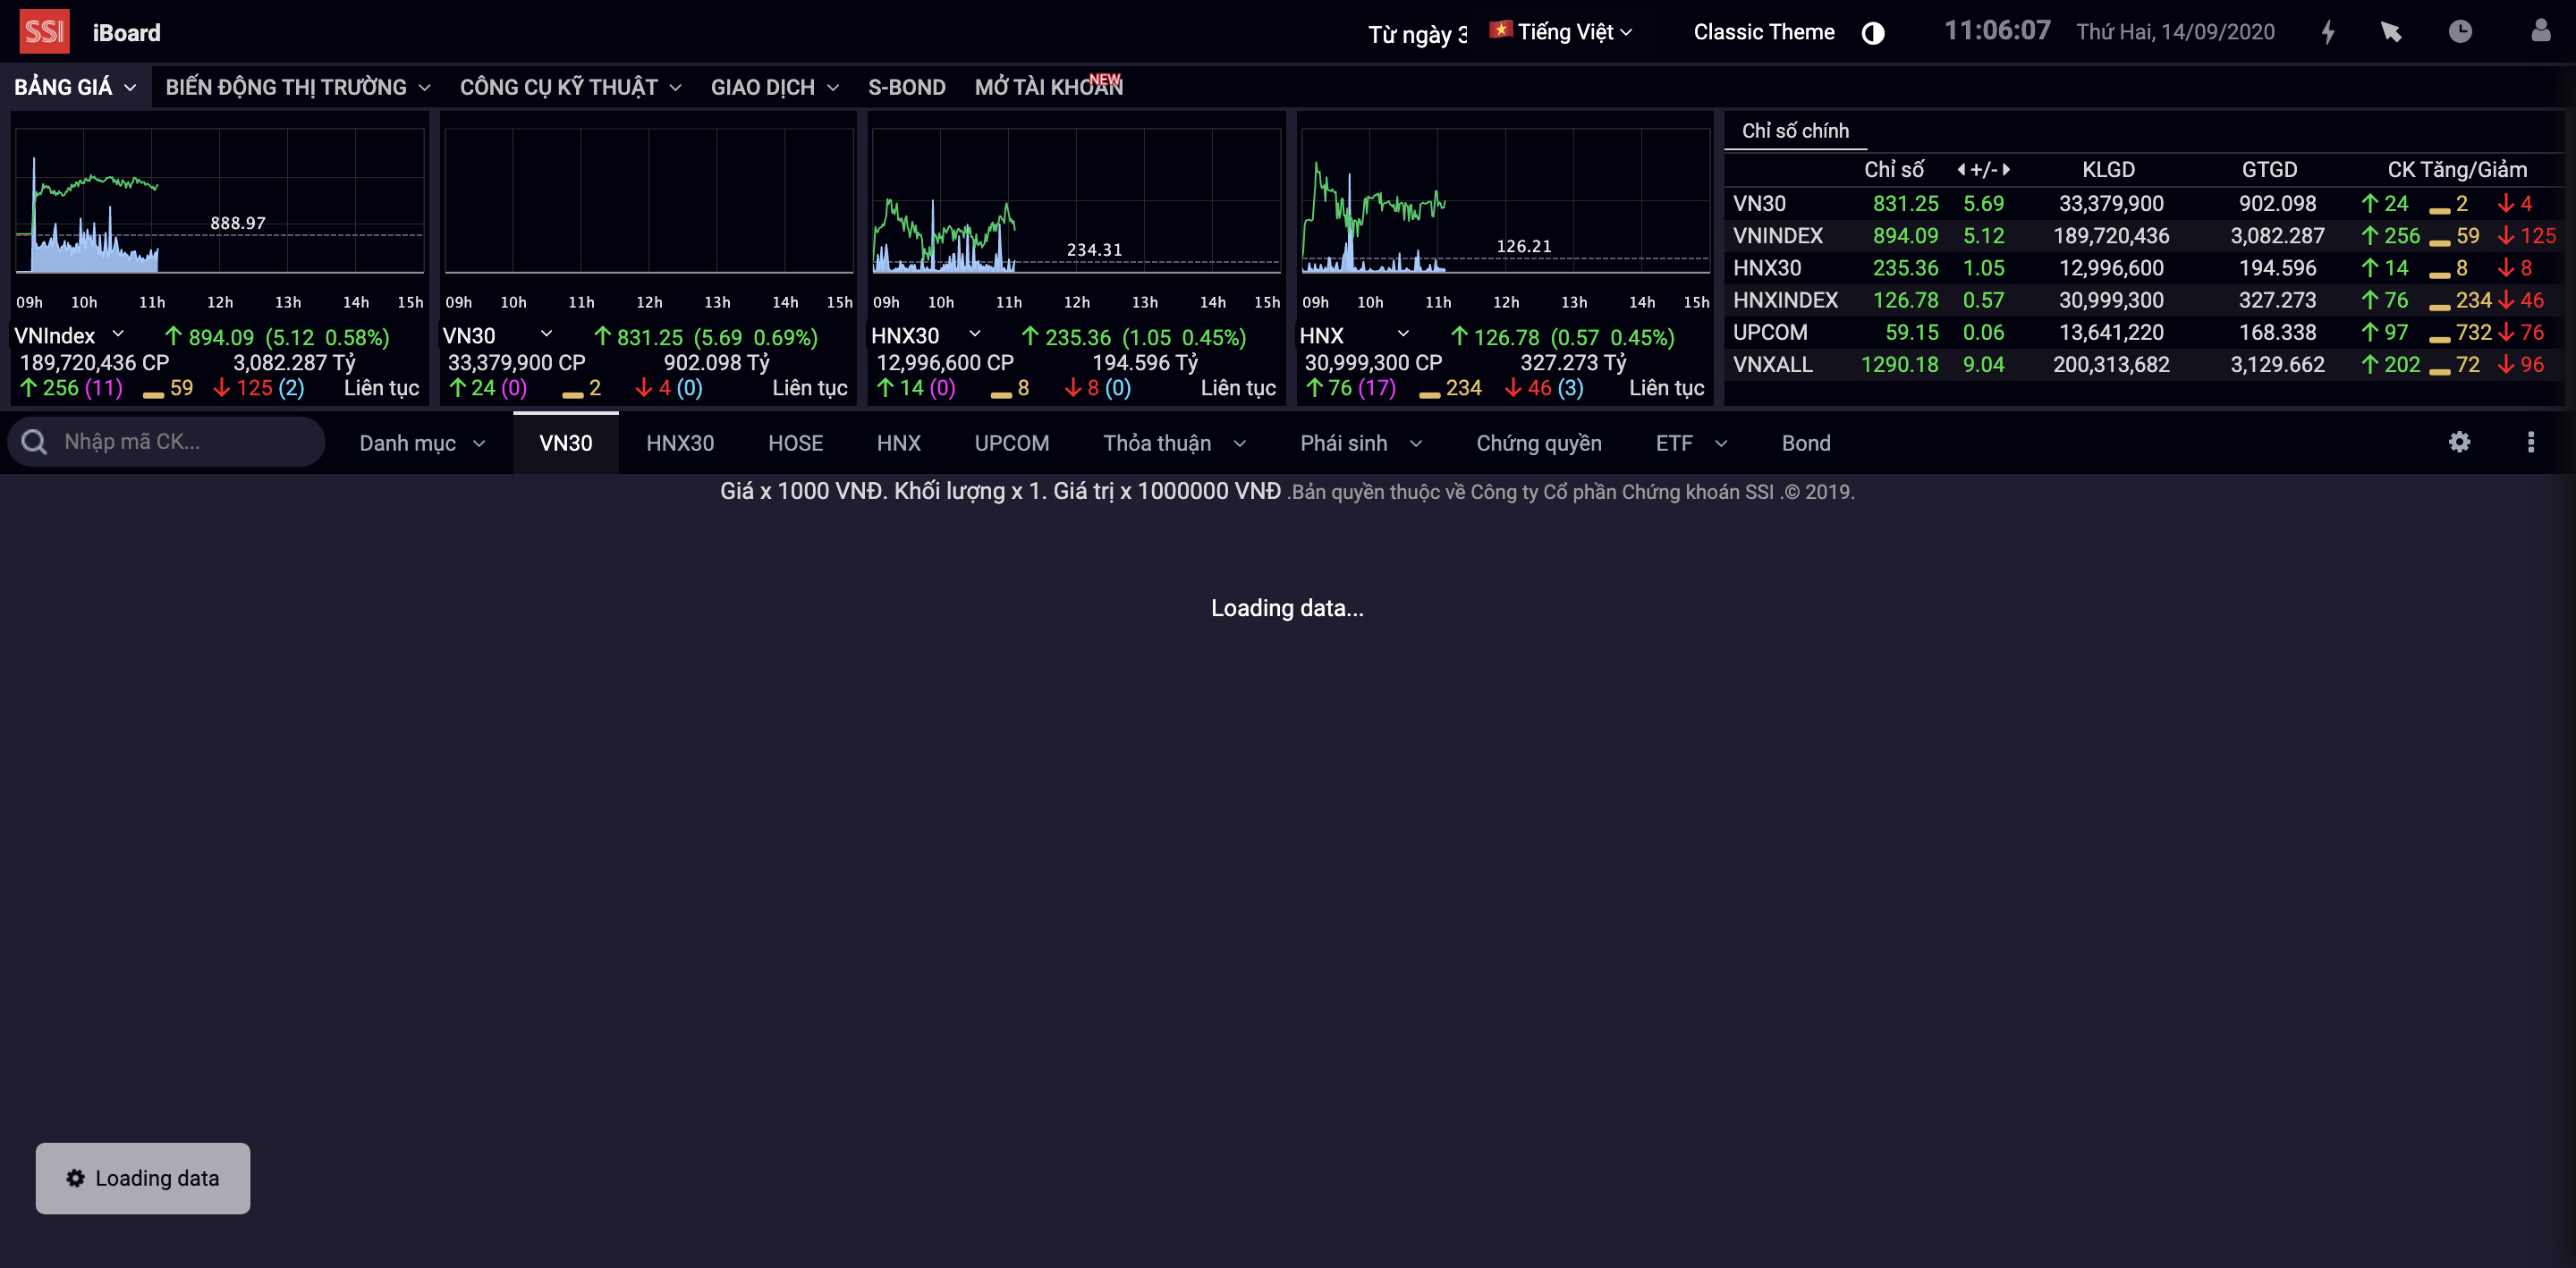 SSI iBoard Từ ngày 3 Tiếng Việt Classic Theme 11:06:07 Thứ Hai, 14/09/2020
BẢNG GIÁ BIẾN ĐỘNG THỊ TRƯỜNG CÔNG CỤ KỸ THUẬT GIAO DỊCH S-BOND MỞ TÀI KHOẢN NEW
888.97
09h 10h 11h 12h 13h 14h 15h
VNIndex 894.09 (5.12 0.58%)
189,720,436 CP 3,082.287 Tỷ
256 (11) 59 125 (2) Liên tục
09h 10h 11h 12h 13h 14h 15h
VN30 831.25 (5.69 0.69%)
33,379,900 CP 902.098 Tỷ
24 (0) 2 4 (0) Liên tục
234.31
09h 10h 11h 12h 13h 14h 15h
HNX30 235.36 (1.05 0.45%)
12,996,600 CP 194.596 Tỷ
14 (0) 8 8 (0) Liên tục
126.21
09h 10h 11h 12h 13h 14h 15h
HNX 126.78 (0.57 0.45%)
30,999,300 CP 327.273 Tỷ
76 (17) 234 46 (3) Liên tục
Chỉ số chính
Chỉ số +/- KLGD GTGD CK Tăng/Giảm
VN30 831.25 5.69 33,379,900 902.098 24 2 4
VNINDEX 894.09 5.12 189,720,436 3,082.287 256 59 125
HNX30 235.36 1.05 12,996,600 194.596 14 8 8
HNXINDEX 126.78 0.57 30,999,300 327.273 76 234 46
UPCOM 59.15 0.06 13,641,220 168.338 97 732 76
VNXALL 1290.18 9.04 200,313,682 3,129.662 202 72 96
Nhập mã CK... Danh mục VN30 HNX30 HOSE HNX UPCOM Thỏa thuận Phái sinh Chứng quyền ETF Bond
Giá x 1000 VNĐ. Khối lượng x 1. Giá trị x 1000000 VNĐ .Bản quyền thuộc về Công ty Cổ phần Chứng khoán SSI .© 2019.
Loading data...
Loading data